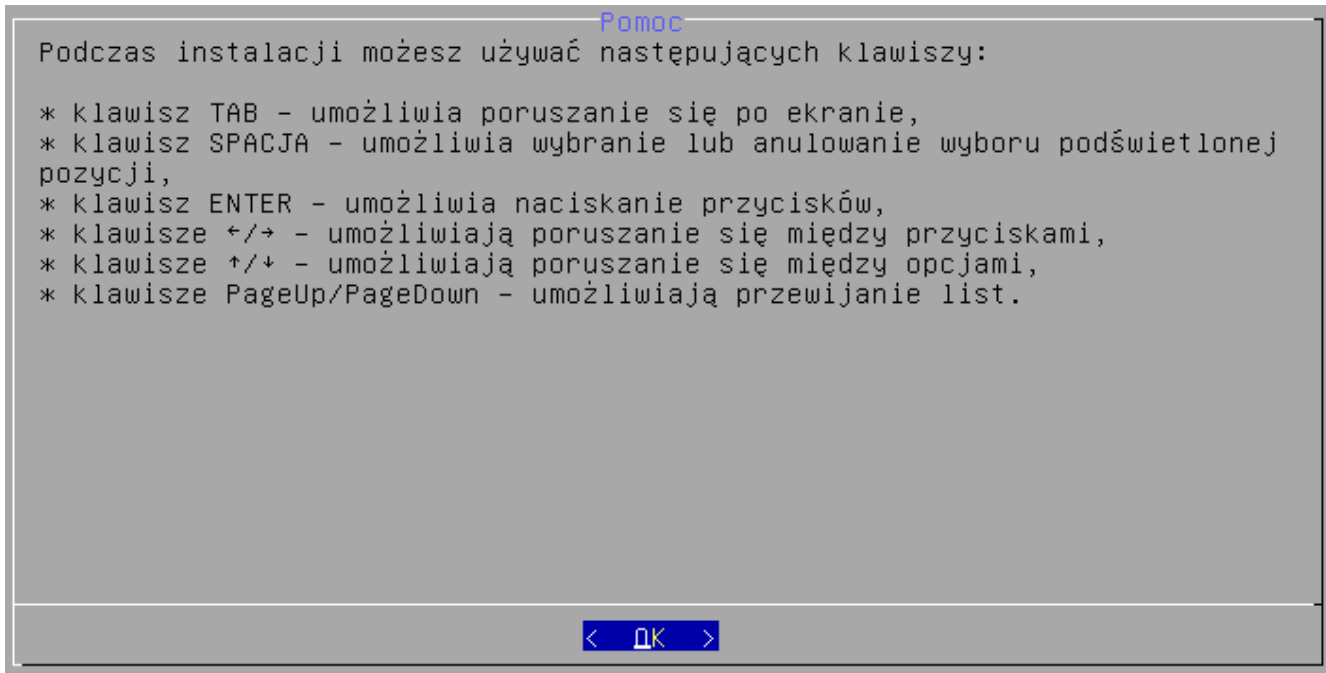 Pomoc
Podczas instalacji możesz używać następujących klawiszy:
* klawisz TAB – umożliwia poruszanie się po ekranie,
* klawisz SPACJA – umożliwia wybranie lub anulowanie wyboru podświetlonej
pozycji,
* klawisz ENTER – umożliwia naciskanie przycisków,
* klawisze ←/→ – umożliwiają poruszanie się między przyciskami,
* klawisze ↑/↓ – umożliwiają poruszanie się między opcjami,
* klawisze PageUp/PageDown – umożliwiają przewijanie list.
< OK >